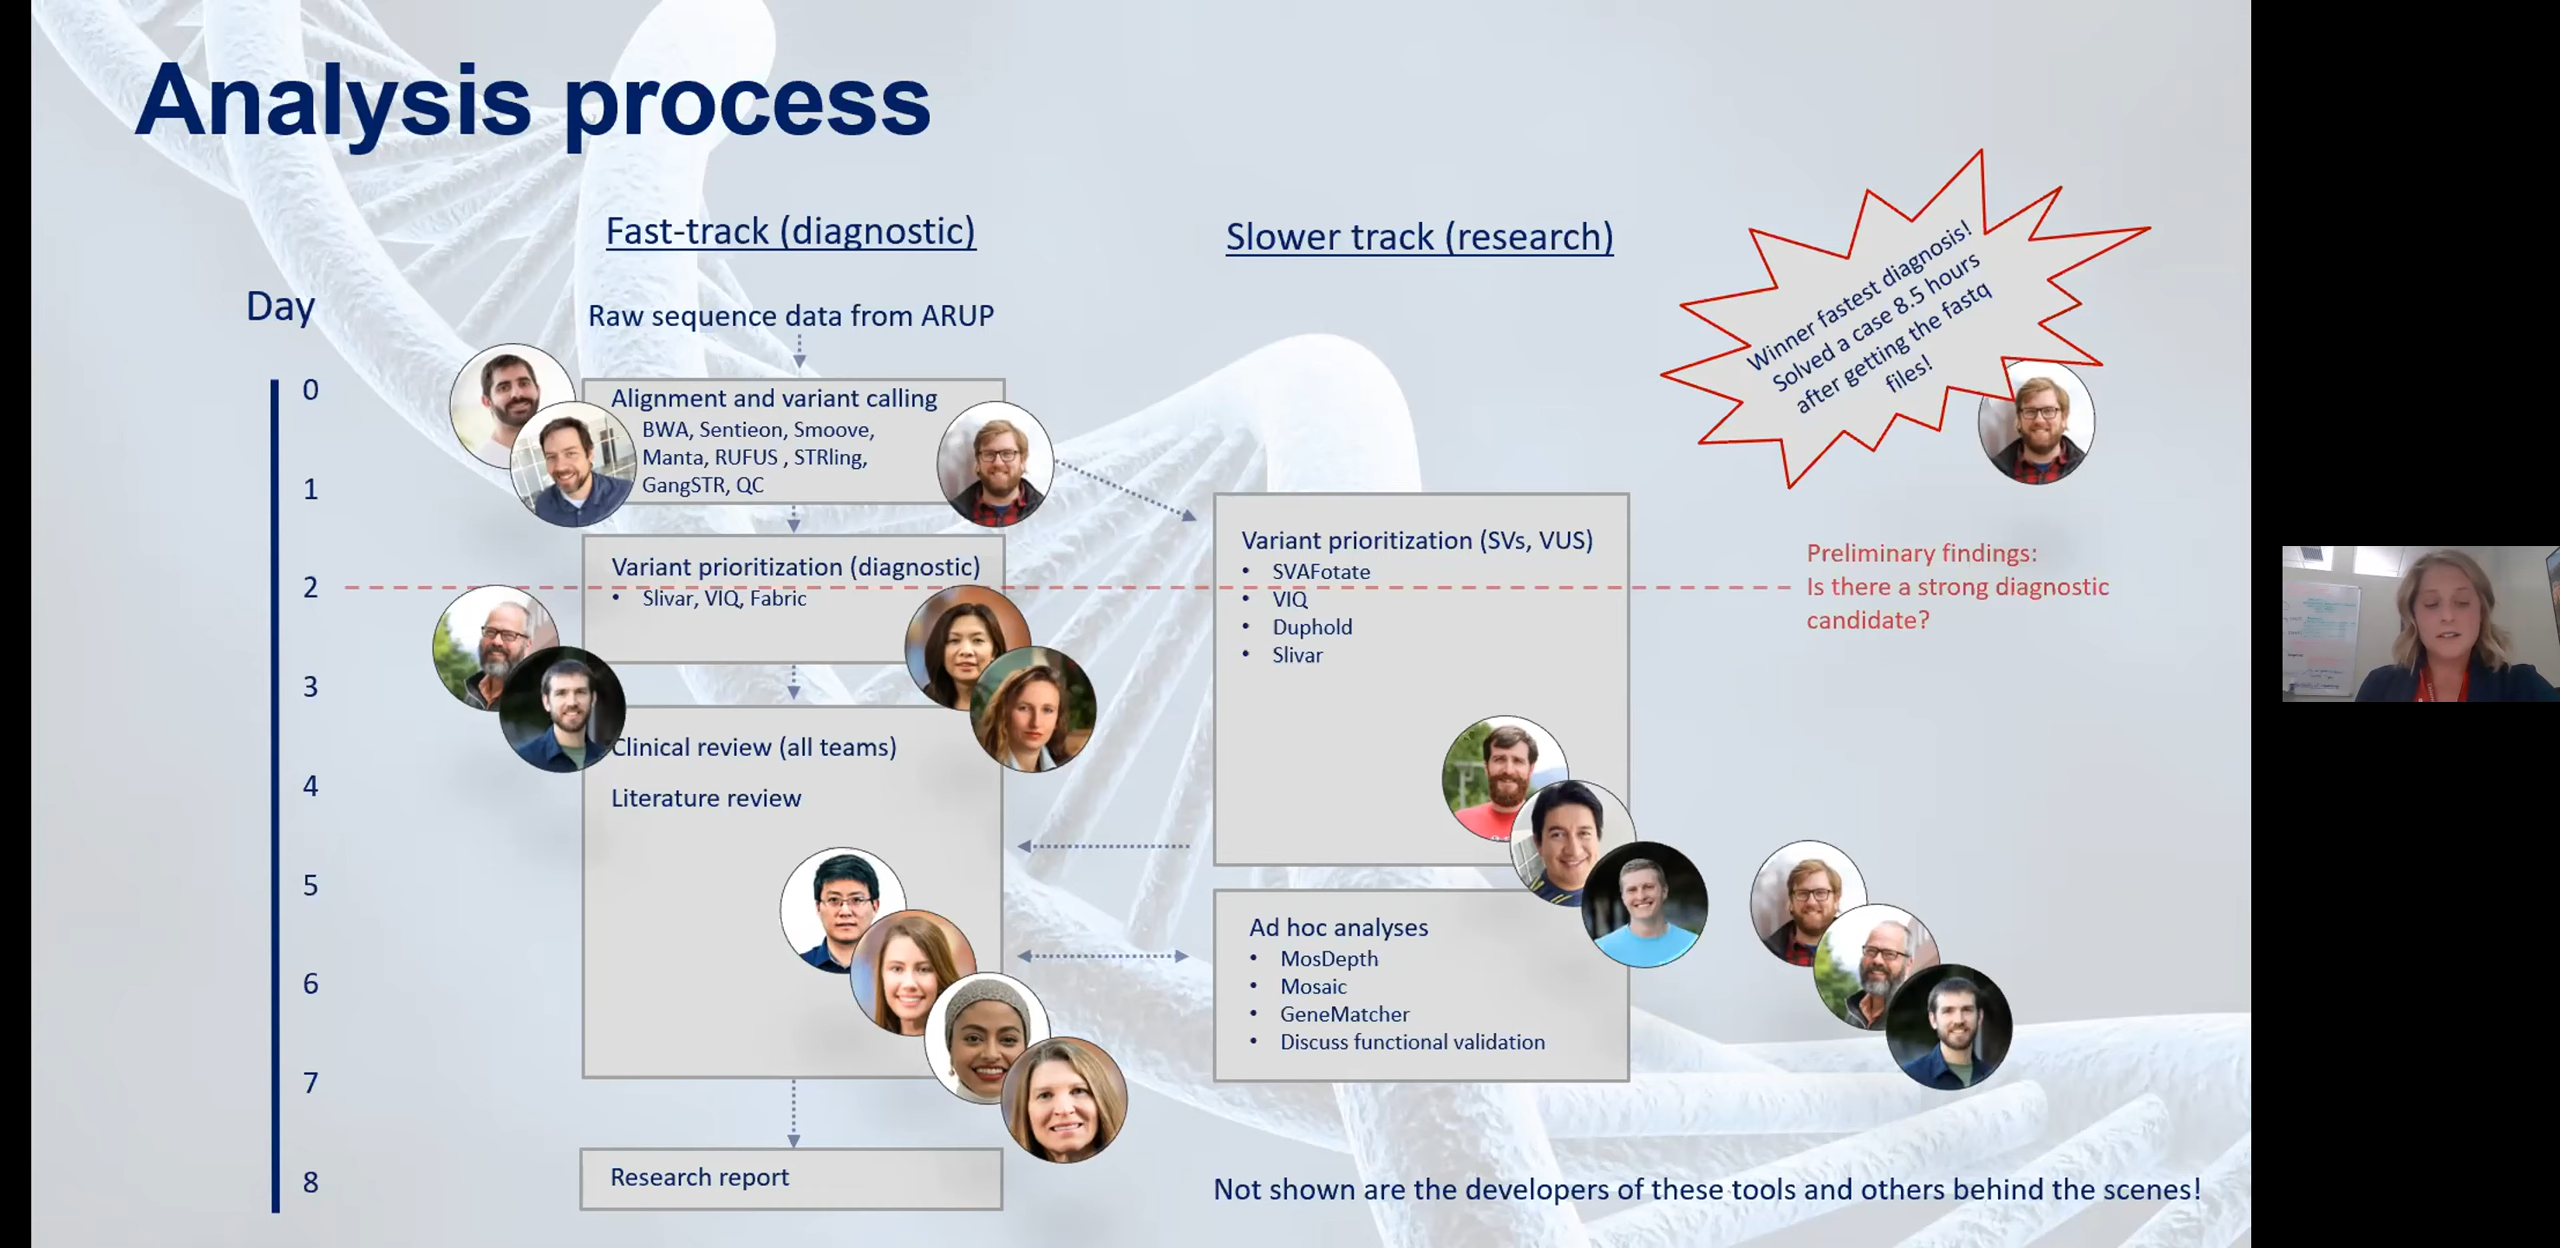 Analysis process
Fast-track (diagnostic)
Slower track (research)
Winner fastest diagnosis!
Solved a case 8.5 hours
after getting the fastq
files!
Day
0
1
2
3
4
5
6
7
8
Raw sequence data from ARUP
Alignment and variant calling
BWA, Sentieon, Smoove,
Manta, RUFUS , STRling,
GangSTR, QC
Variant prioritization (diagnostic)
• Slivar, VIQ, Fabric
Clinical review (all teams)
Literature review
Research report
Variant prioritization (SVs, VUS)
• SVAFotate
• VIQ
• Duphold
• Slivar
Ad hoc analyses
• MosDepth
• Mosaic
• GeneMatcher
• Discuss functional validation
Preliminary findings:
Is there a strong diagnostic
candidate?
Not shown are the developers of these tools and others behind the scenes!